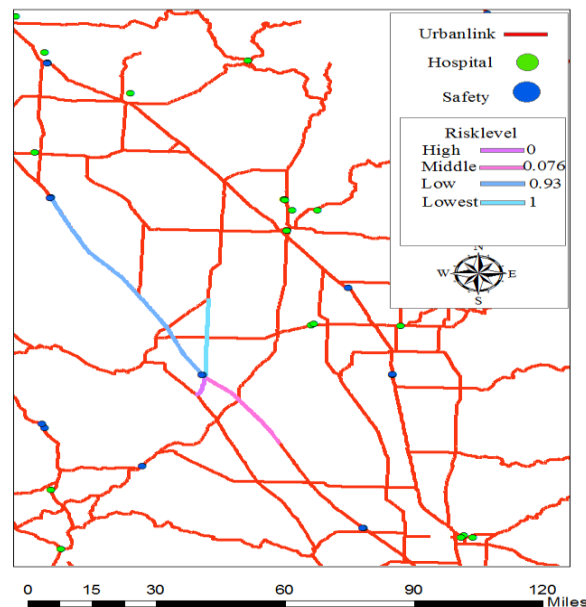 Urbanlink
Hospital
Safety
Risklevel
High 0
Middle 0.076
Low 0.93
Lowest 1
N
W E
S
0 15 30 60 90 120
Miles